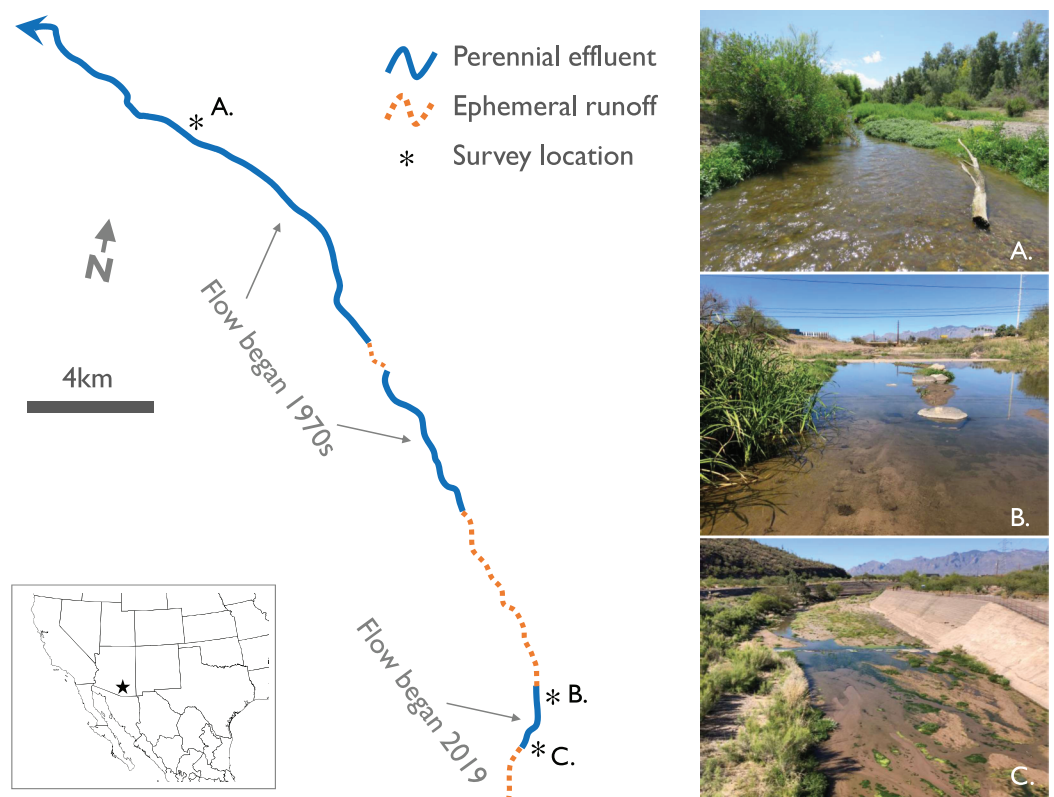 Perennial effluent
Ephemeral runoff
* Survey location
* A.
N
4km
Flow began 1970s
Flow began 2019
* B.
* C.
A.
B.
C.